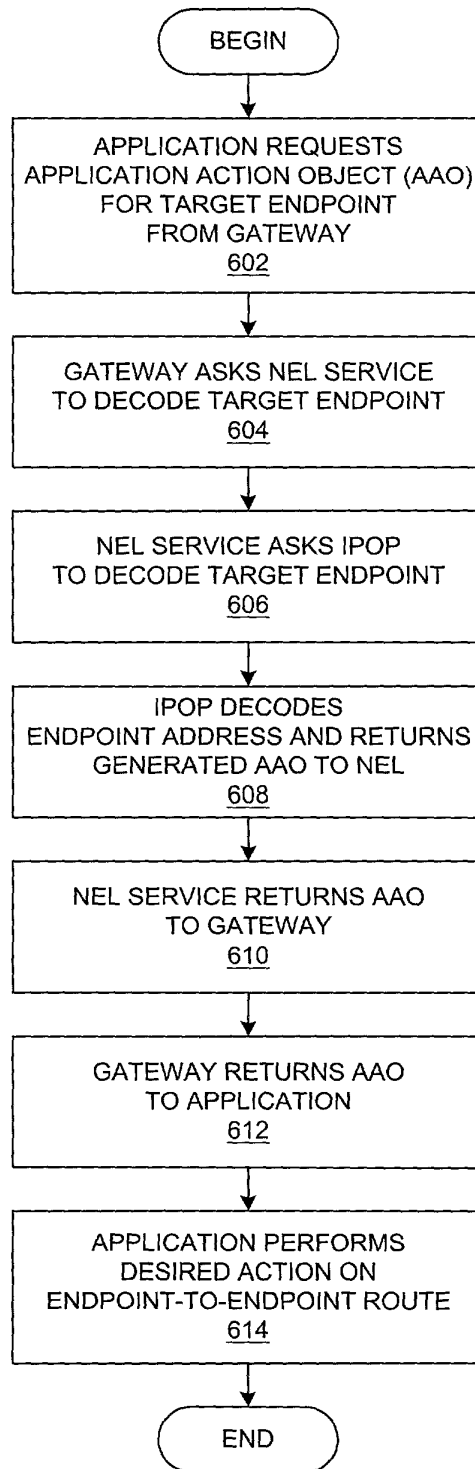 BEGIN
APPLICATION REQUESTS
APPLICATION ACTION OBJECT (AAO)
FOR TARGET ENDPOINT
FROM GATEWAY
602
GATEWAY ASKS NEL SERVICE
TO DECODE TARGET ENDPOINT
604
NEL SERVICE ASKS IPOP
TO DECODE TARGET ENDPOINT
606
IPOP DECODES
ENDPOINT ADDRESS AND RETURNS
GENERATED AAO TO NEL
608
NEL SERVICE RETURNS AAO
TO GATEWAY
610
GATEWAY RETURNS AAO
TO APPLICATION
612
APPLICATION PERFORMS
DESIRED ACTION ON
ENDPOINT-TO-ENDPOINT ROUTE
614
END